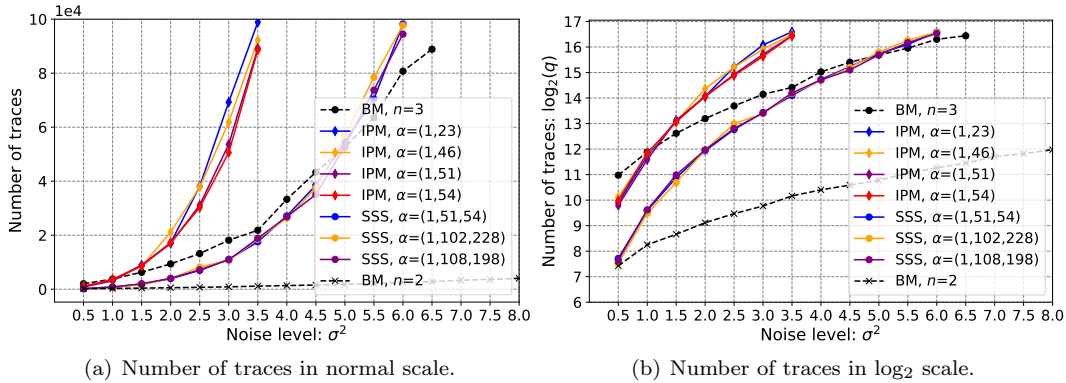 1e4
Number of traces
10
8
6
4
2
0
0.5 1.0 1.5 2.0 2.5 3.0 3.5 4.0 4.5 5.0 5.5 6.0 6.5 7.0 7.5 8.0
Noise level: σ²
BM, n=3
IPM, α=(1,23)
IPM, α=(1,46)
IPM, α=(1,51)
IPM, α=(1,54)
SSS, α=(1,51,54)
SSS, α=(1,102,228)
SSS, α=(1,108,198)
BM, n=2
(a) Number of traces in normal scale.
Number of traces: log₂(q)
17
16
15
14
13
12
11
10
9
8
7
6
0.5 1.0 1.5 2.0 2.5 3.0 3.5 4.0 4.5 5.0 5.5 6.0 6.5 7.0 7.5 8.0
Noise level: σ²
BM, n=3
IPM, α=(1,23)
IPM, α=(1,46)
IPM, α=(1,51)
IPM, α=(1,54)
SSS, α=(1,51,54)
SSS, α=(1,102,228)
SSS, α=(1,108,198)
BM, n=2
(b) Number of traces in log₂ scale.